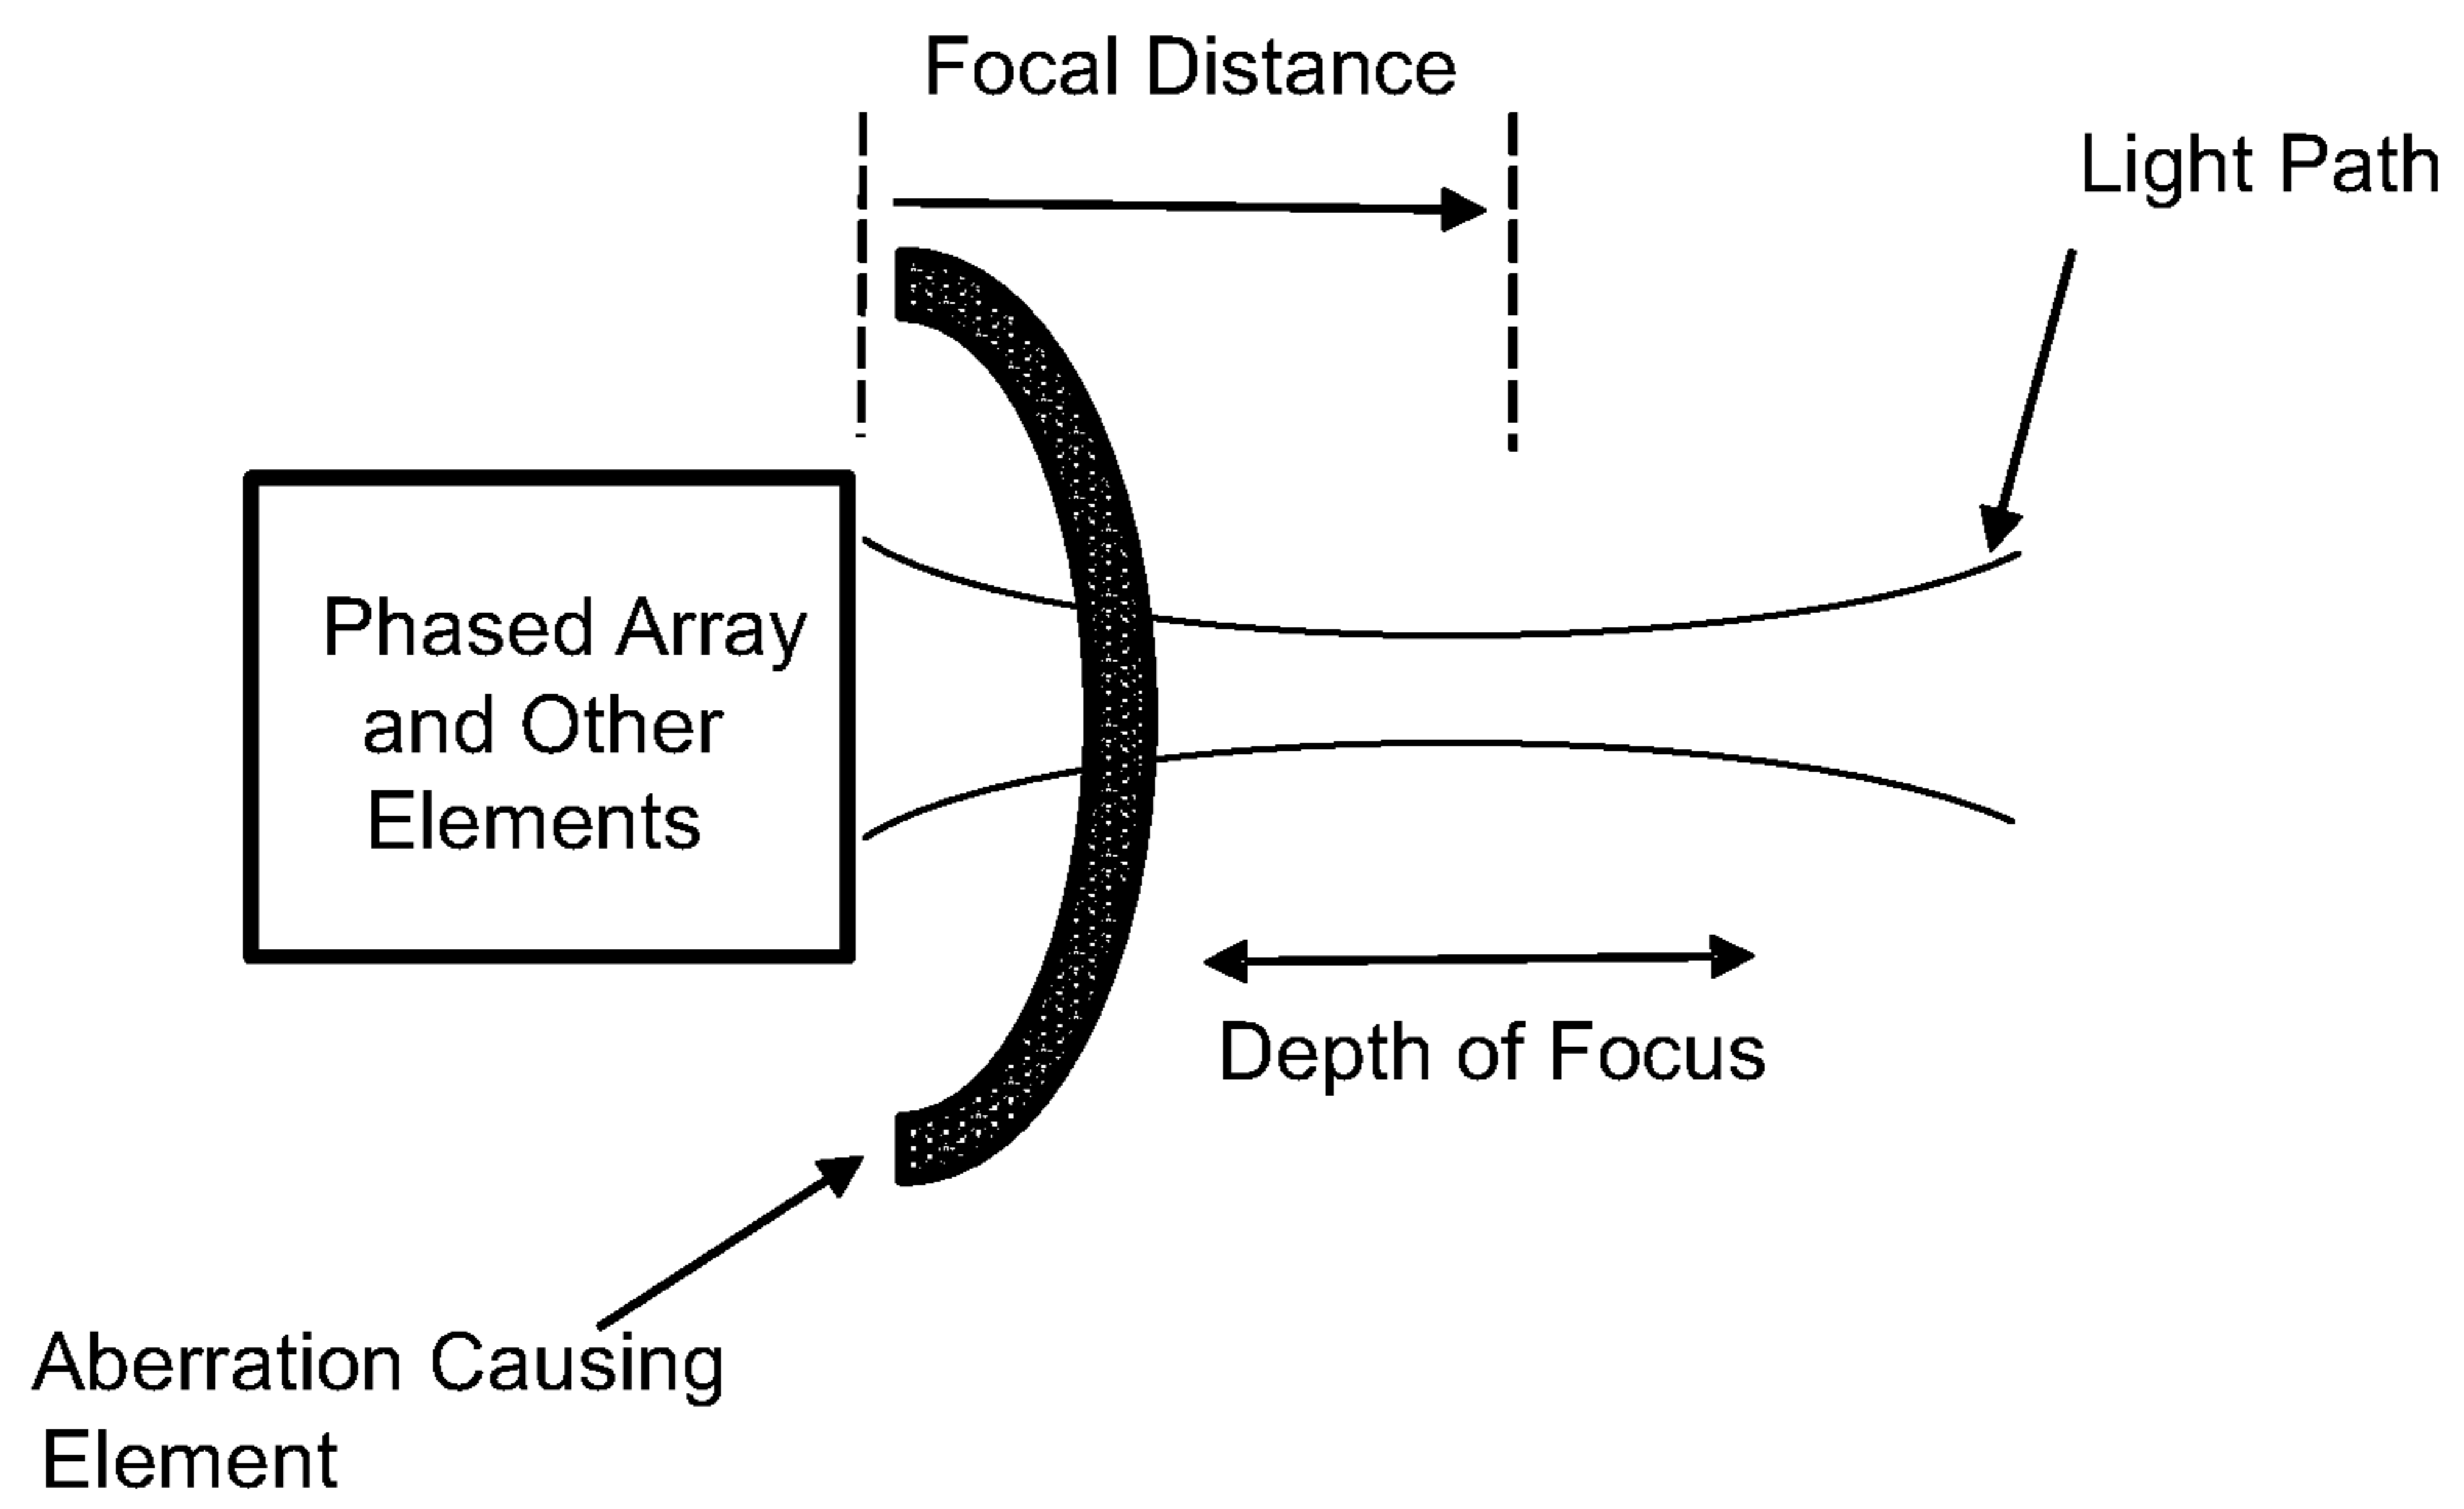 Focal Distance
Light Path
Phased Array
and Other
Elements
Depth of Focus
Aberration Causing
Element